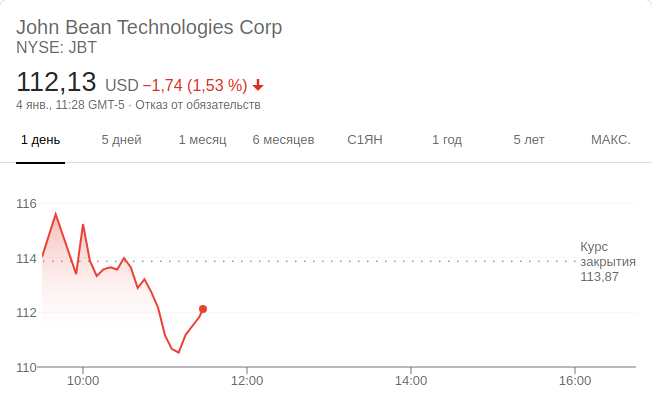 John Bean Technologies Corp
NYSE: JBT
112,13 USD −1,74 (1,53 %)
4 янв., 11:28 GMT-5 · Отказ от обязательств
1 день 5 дней 1 месяц 6 месяцев С1ЯН 1 год 5 лет МАКС.
116
114
112
110
Курс
закрытия
113,87
10:00 12:00 14:00 16:00